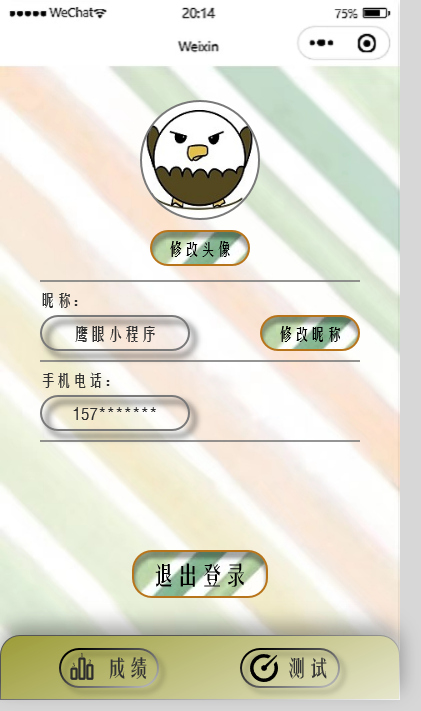 WeChat 20:14 75%
Weixin
修改头像
昵称：
鹰眼小程序 修改昵称
手机电话：
157*******
退出登录
成绩 测试